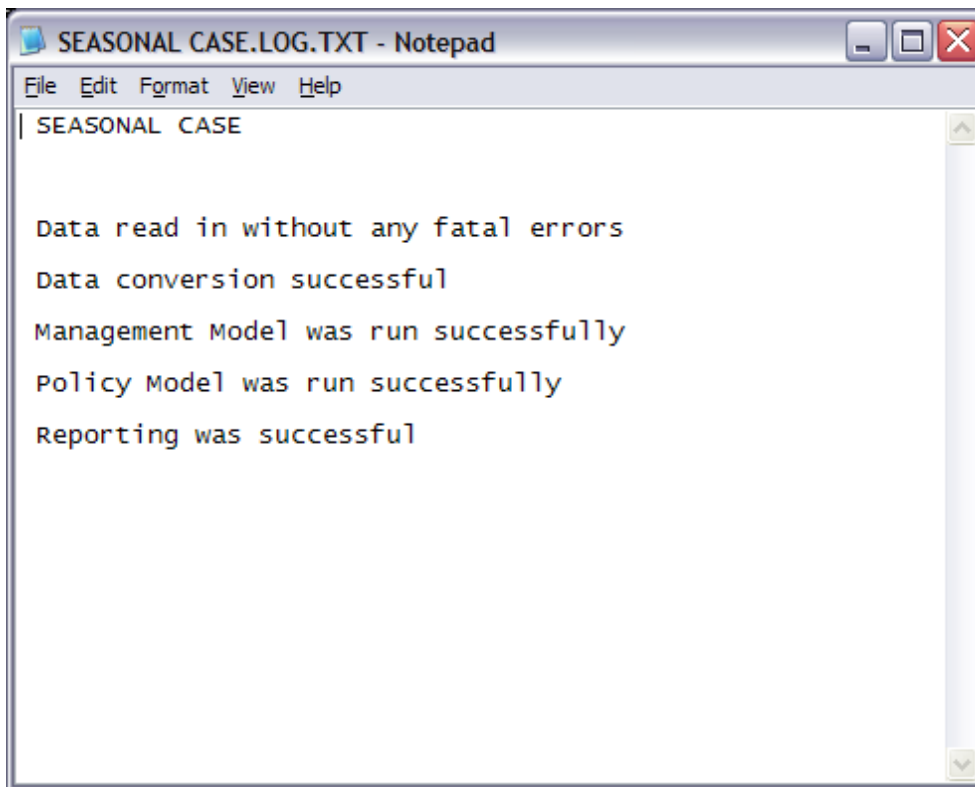 SEASONAL CASE.LOG.TXT - Notepad
File Edit Format View Help
SEASONAL CASE
Data read in without any fatal errors
Data conversion successful
Management Model was run successfully
Policy Model was run successfully
Reporting was successful